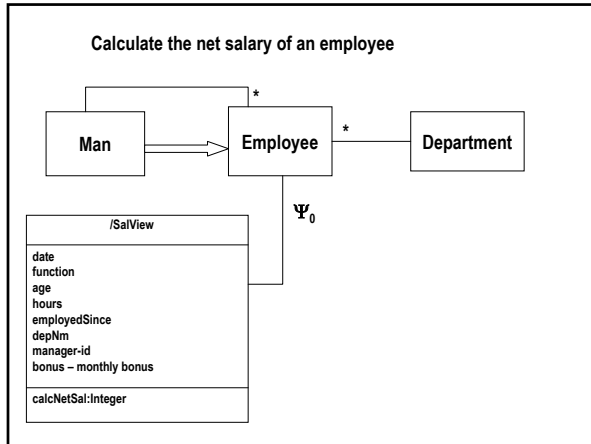 Calculate the net salary of an employee
*
Man
Employee
*
Department
Ψ0
/SalView
date
function
age
hours
employedSince
depNm
manager-id
bonus – monthly bonus
calcNetSal:Integer